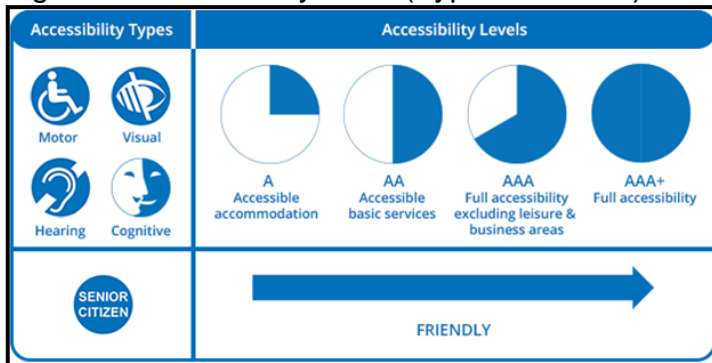 Accessibility Types
Accessibility Levels
Motor
Visual
Hearing
Cognitive
A
Accessible
accommodation
AA
Accessible
basic services
AAA
Full accessibility
excluding leisure &
business areas
AAA+
Full accessibility
SENIOR
CITIZEN
FRIENDLY